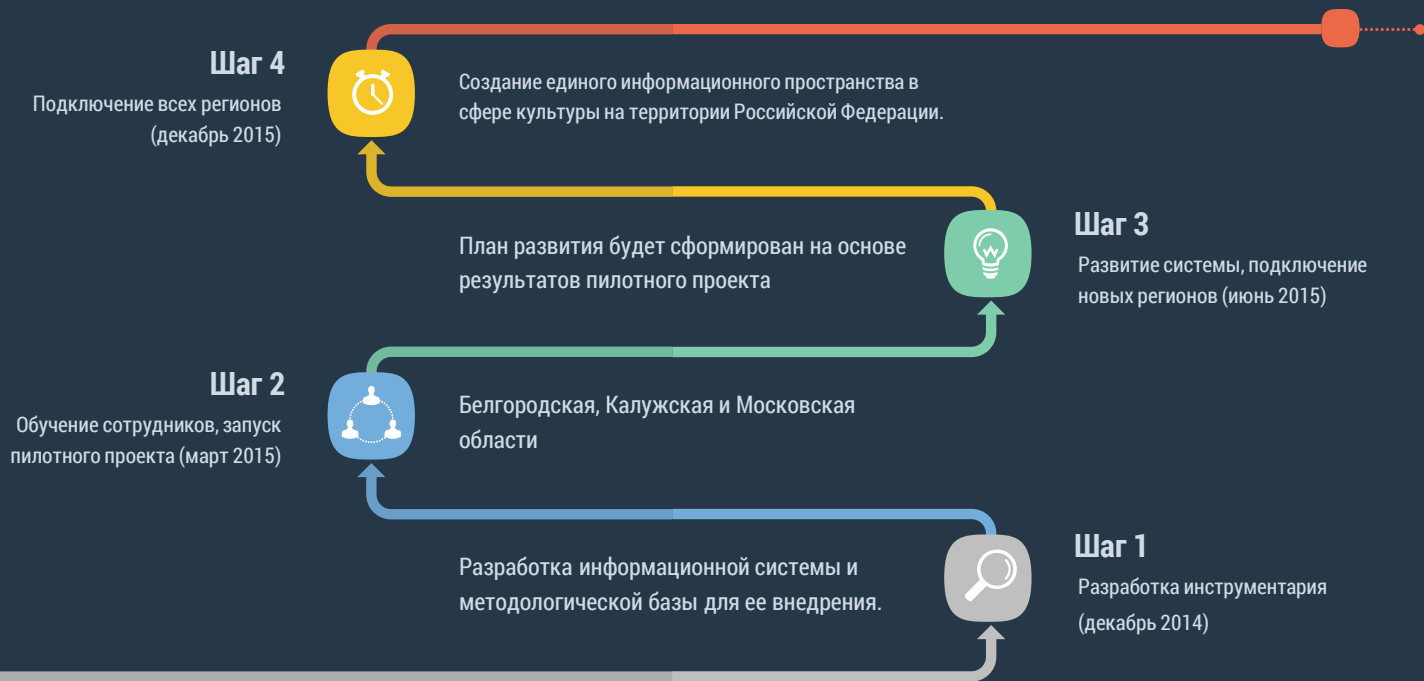 Шаг 4
Подключение всех регионов
(декабрь 2015)
Создание единого информационного пространства в
сфере культуры на территории Российской Федерации.
План развития будет сформирован на основе
результатов пилотного проекта
Шаг 3
Развитие системы, подключение
новых регионов (июнь 2015)
Шаг 2
Обучение сотрудников, запуск
пилотного проекта (март 2015)
Белгородская, Калужская и Московская
области
Разработка информационной системы и
методологической базы для ее внедрения.
Шаг 1
Разработка инструментария
(декабрь 2014)